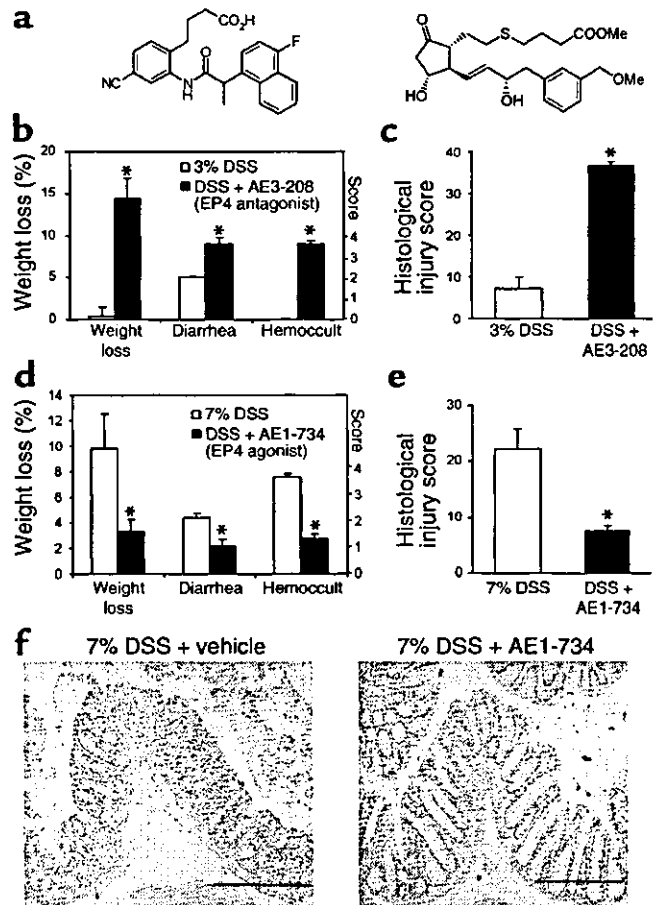 a
CO₂H
F
NC
N
H
O
O
S
COOMe
HO
OH
OMe
b
Weight loss (%)
20
15
10
5
0
3% DSS
DSS + AE3-208
(EP4 antagonist)
*
*
*
Score
4
3
2
1
0
Weight
loss
Diarrhea
Hemoccult
c
Histological
injury score
40
30
20
10
0
*
3% DSS
DSS +
AE3-208
d
Weight loss (%)
14
12
10
8
6
4
2
0
7% DSS
DSS + AE1-734
(EP4 agonist)
*
*
*
Score
4
3
2
1
0
Weight
loss
Diarrhea
Hemoccult
e
Histological
injury score
30
20
10
0
*
7% DSS
DSS +
AE1-734
f
7% DSS + vehicle
7% DSS + AE1-734